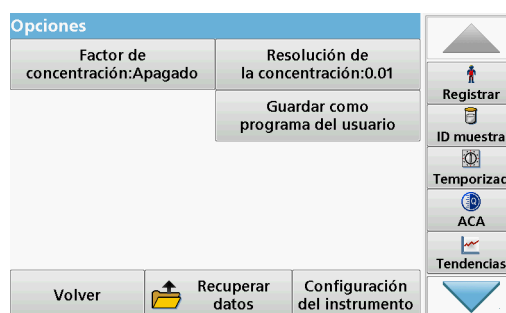 Opciones
Factor de
concentración:Apagado
Resolución de
la concentración:0.01
Guardar como
programa del usuario
Registrar
ID muestra
Temporizac
ACA
Tendencias
Volver
Recuperar
datos
Configuración
del instrumento